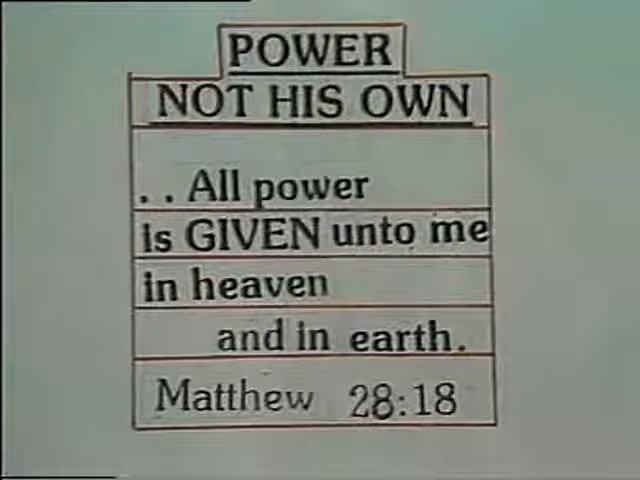 POWER
NOT HIS OWN
. . All power
is GIVEN unto me
in heaven
and in earth.
Matthew 28:18